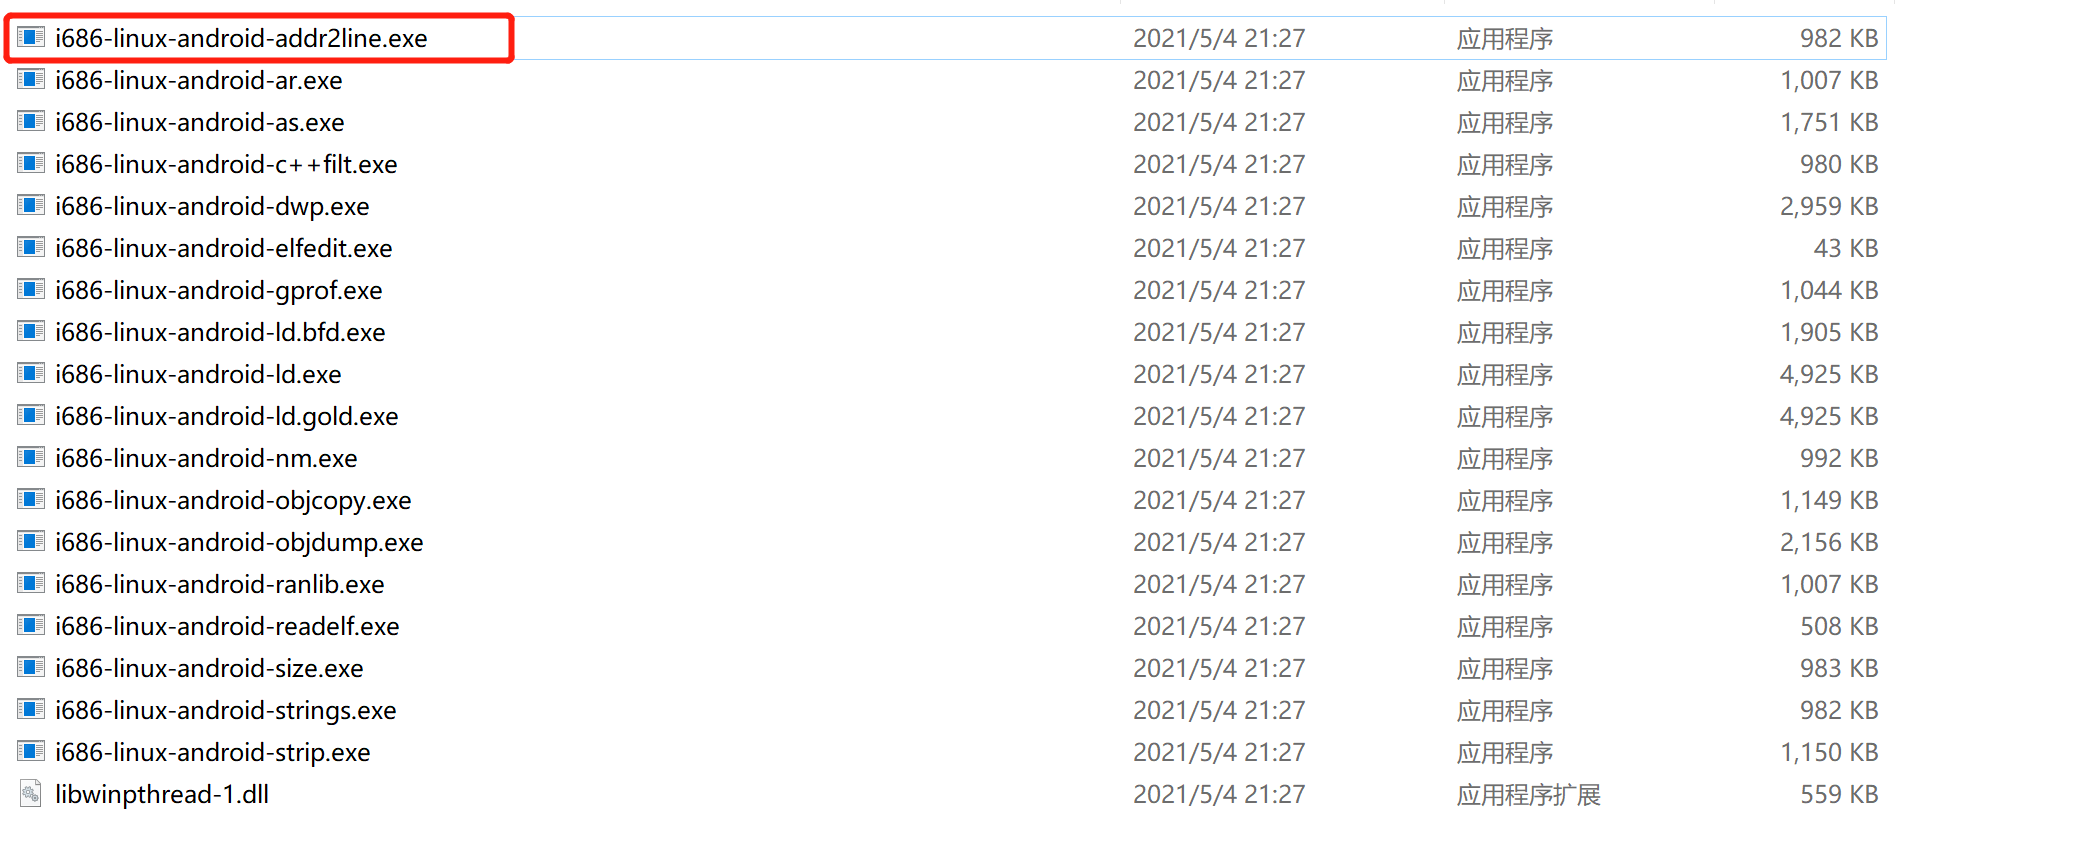 i686-linux-android-addr2line.exe 2021/5/4 21:27 应用程序 982 KB
i686-linux-android-ar.exe 2021/5/4 21:27 应用程序 1,007 KB
i686-linux-android-as.exe 2021/5/4 21:27 应用程序 1,751 KB
i686-linux-android-c++filt.exe 2021/5/4 21:27 应用程序 980 KB
i686-linux-android-dwp.exe 2021/5/4 21:27 应用程序 2,959 KB
i686-linux-android-elfedit.exe 2021/5/4 21:27 应用程序 43 KB
i686-linux-android-gprof.exe 2021/5/4 21:27 应用程序 1,044 KB
i686-linux-android-ld.bfd.exe 2021/5/4 21:27 应用程序 1,905 KB
i686-linux-android-ld.exe 2021/5/4 21:27 应用程序 4,925 KB
i686-linux-android-ld.gold.exe 2021/5/4 21:27 应用程序 4,925 KB
i686-linux-android-nm.exe 2021/5/4 21:27 应用程序 992 KB
i686-linux-android-objcopy.exe 2021/5/4 21:27 应用程序 1,149 KB
i686-linux-android-objdump.exe 2021/5/4 21:27 应用程序 2,156 KB
i686-linux-android-ranlib.exe 2021/5/4 21:27 应用程序 1,007 KB
i686-linux-android-readelf.exe 2021/5/4 21:27 应用程序 508 KB
i686-linux-android-size.exe 2021/5/4 21:27 应用程序 983 KB
i686-linux-android-strings.exe 2021/5/4 21:27 应用程序 982 KB
i686-linux-android-strip.exe 2021/5/4 21:27 应用程序 1,150 KB
libwinpthread-1.dll 2021/5/4 21:27 应用程序扩展 559 KB